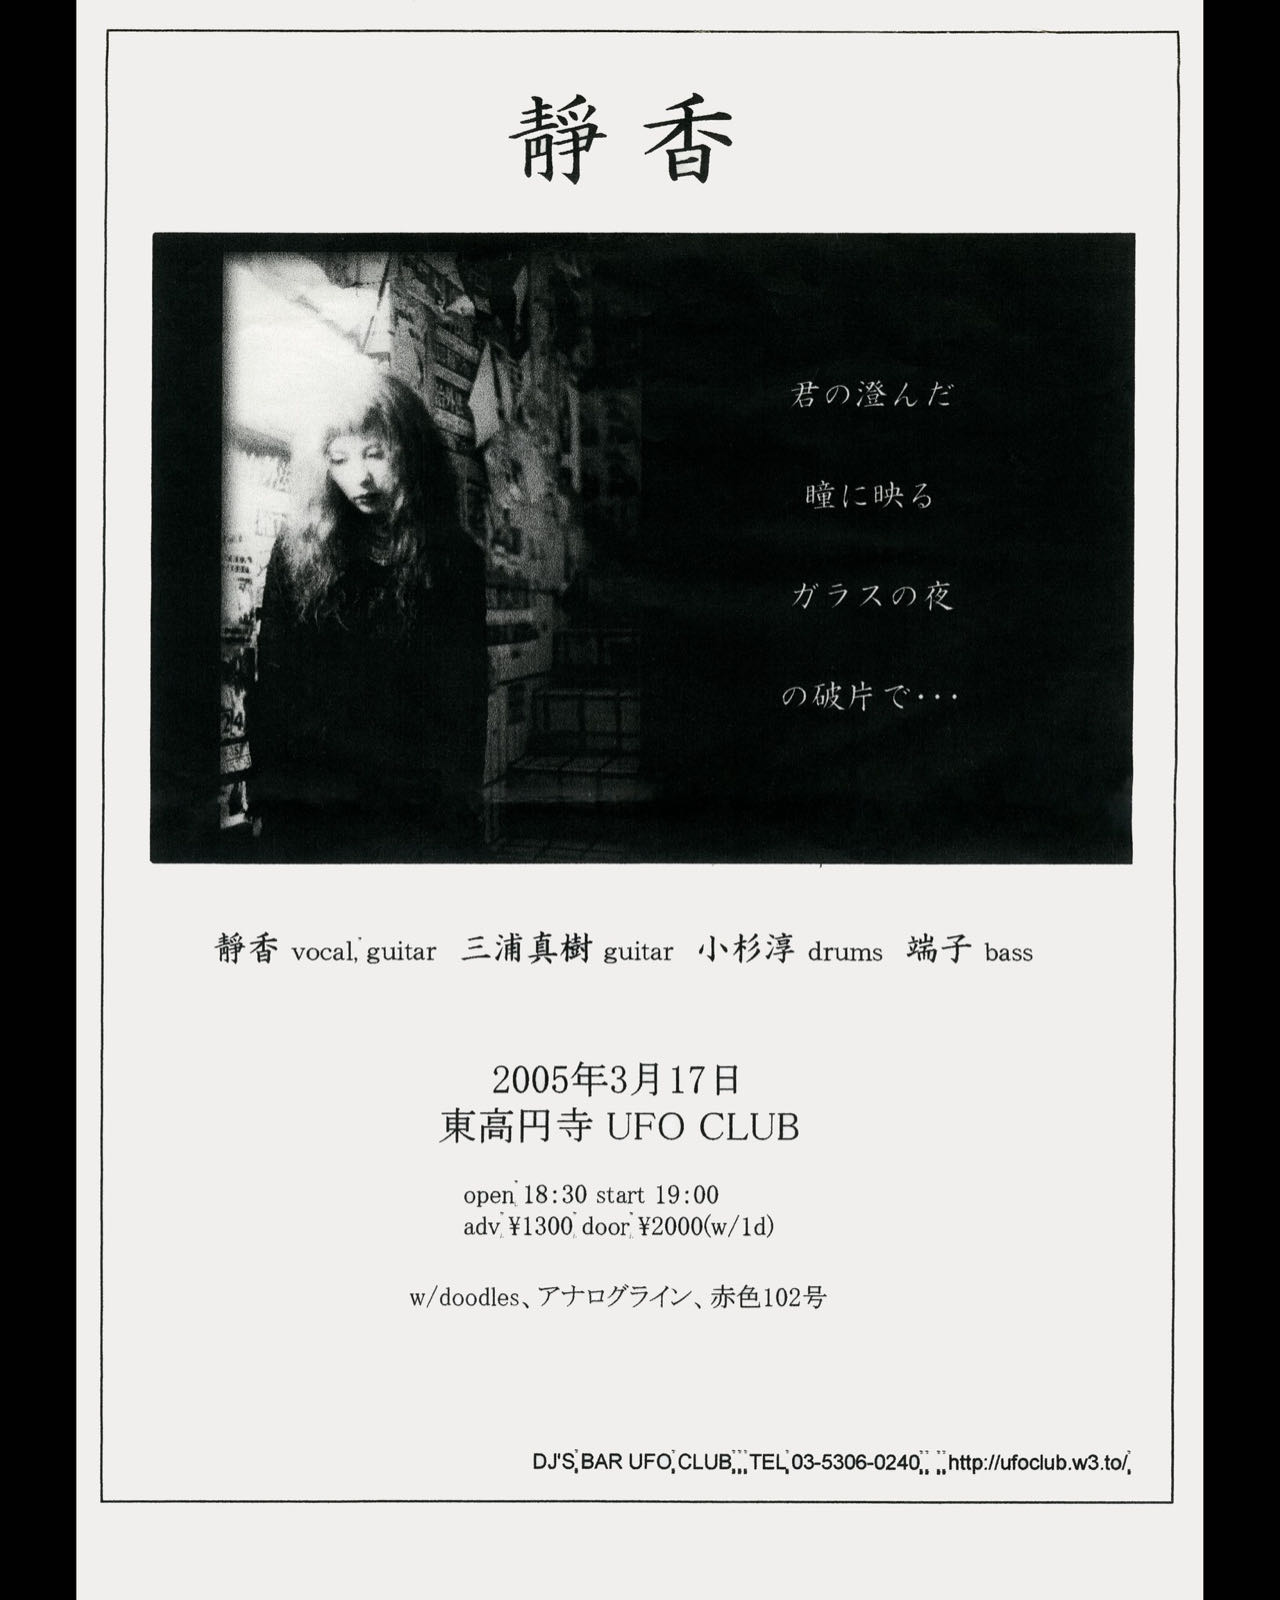 靜香
君の澄んだ
瞳に映る
ガラスの夜
の破片で･･･
靜香 vocal, guitar 三浦真樹 guitar 小杉淳 drums 端子 bass
2005年3月17日
東高円寺 UFO CLUB
open 18:30 start 19:00
adv ¥1300 door ¥2000(w/1d)
w/doodles、アナログライン、赤色102号
DJ'S BAR UFO CLUB TEL 03-5306-0240 http://ufoclub.w3.to/